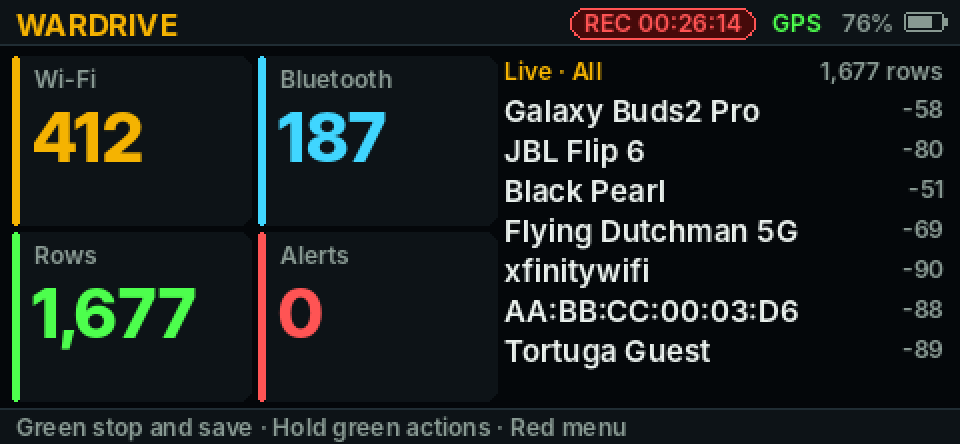 WARDRIVE
REC 00:26:14 GPS 76%
Wi-Fi
412
Bluetooth
187
Rows
1,677
Alerts
0
Live · All 1,677 rows
Galaxy Buds2 Pro -58
JBL Flip 6 -80
Black Pearl -51
Flying Dutchman 5G -69
xfinitywifi -90
AA:BB:CC:00:03:D6 -88
Tortuga Guest -89
Green stop and save · Hold green actions · Red menu